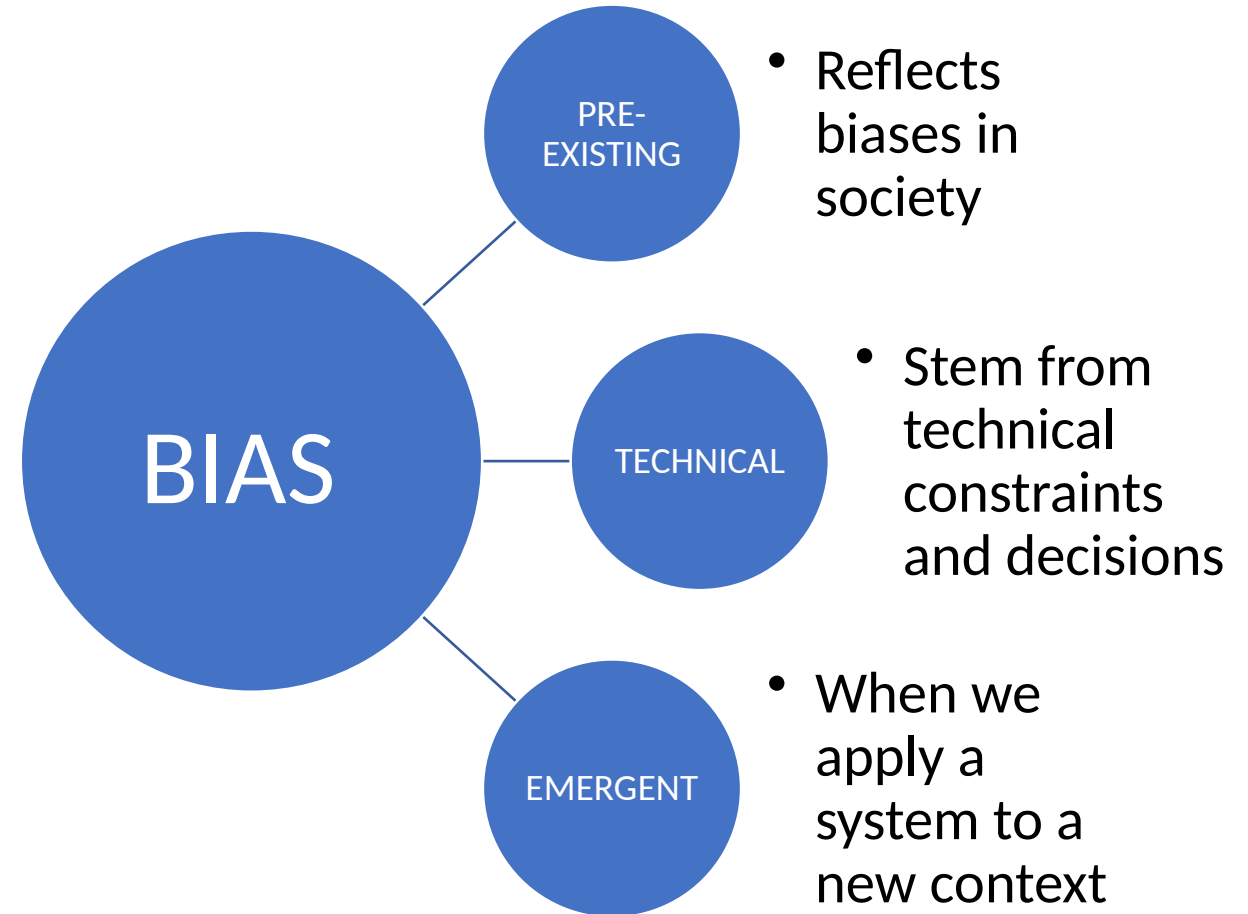 BIAS
PRE-
EXISTING
• Reflects
biases in
society
TECHNICAL
• Stem from
technical
constraints
and decisions
EMERGENT
• When we
apply a
system to a
new context